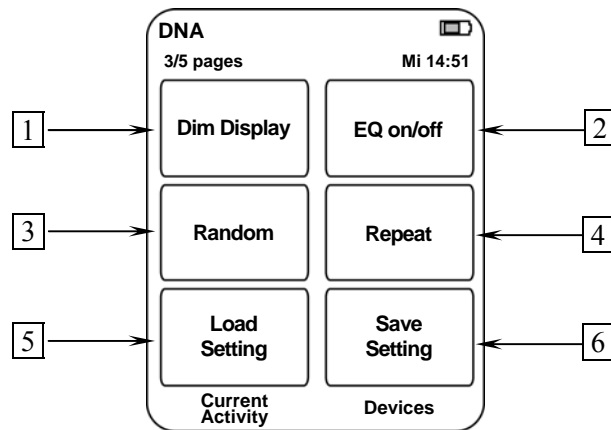 DNA
3/5 pages Mi 14:51
1 Dim Display EQ on/off 2
3 Random Repeat 4
5 Load Setting Save Setting 6
Current Activity Devices